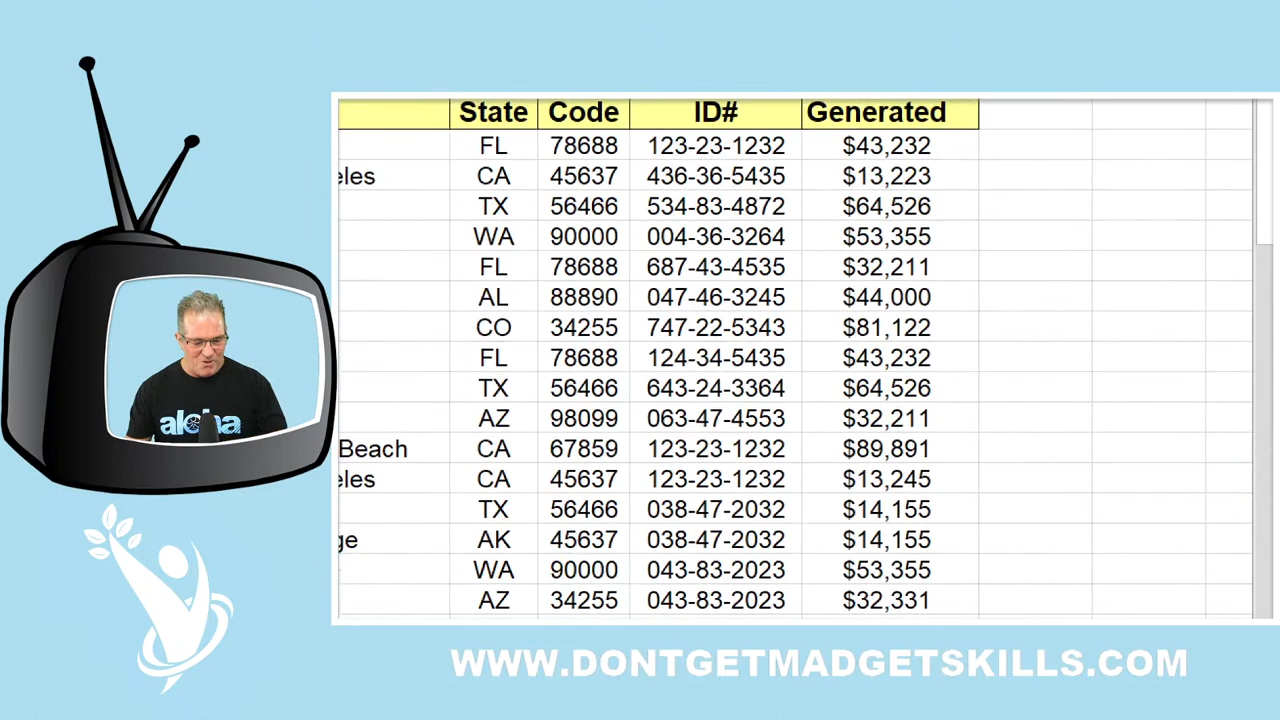 State Code ID# Generated
FL 78688 123-23-1232 $43,232
eles CA 45637 436-36-5435 $13,223
TX 56466 534-83-4872 $64,526
WA 90000 004-36-3264 $53,355
FL 78688 687-43-4535 $32,211
AL 88890 047-46-3245 $44,000
CO 34255 747-22-5343 $81,122
FL 78688 124-34-5435 $43,232
TX 56466 643-24-3364 $64,526
AZ 98099 063-47-4553 $32,211
Beach CA 67859 123-23-1232 $89,891
eles CA 45637 123-23-1232 $13,245
TX 56466 038-47-2032 $14,155
ge AK 45637 038-47-2032 $14,155
WA 90000 043-83-2023 $53,355
AZ 34255 043-83-2023 $32,331
aloha
WWW.DONTGETMADGETSKILLS.COM